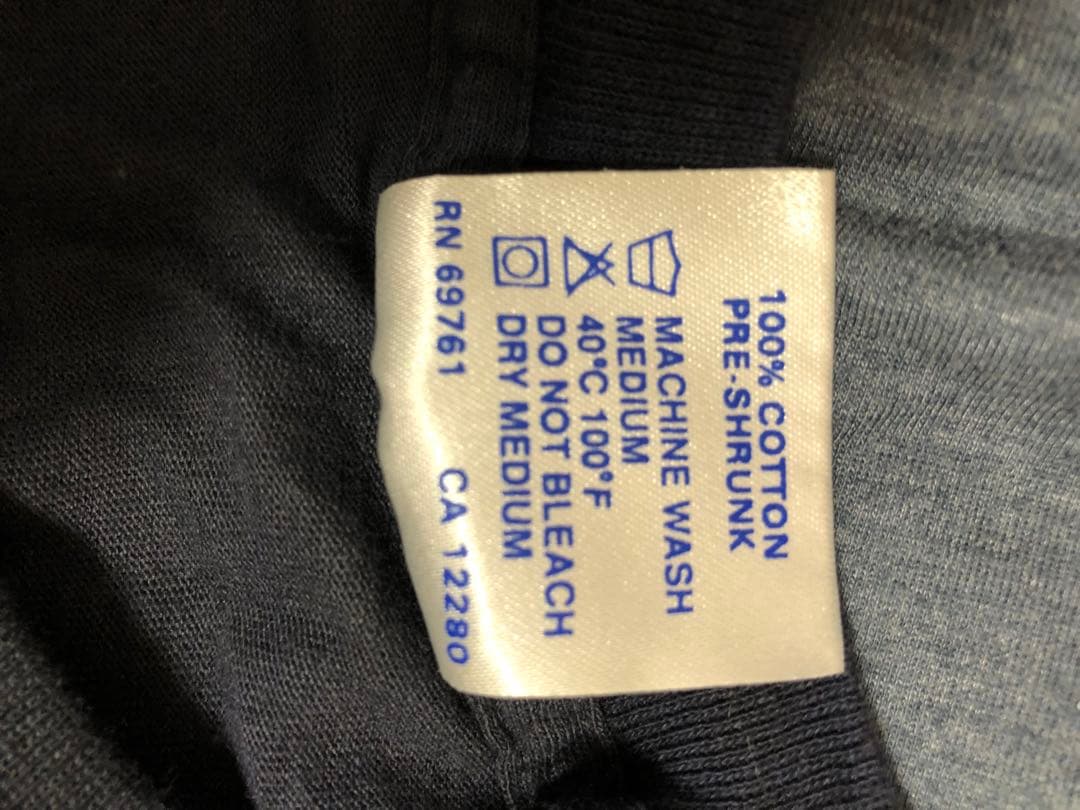 100% COTTON
PRE-SHRUNK
MACHINE WASH
MEDIUM
40°C 100°F
DO NOT BLEACH
DRY MEDIUM
RN 69761 CA 12280